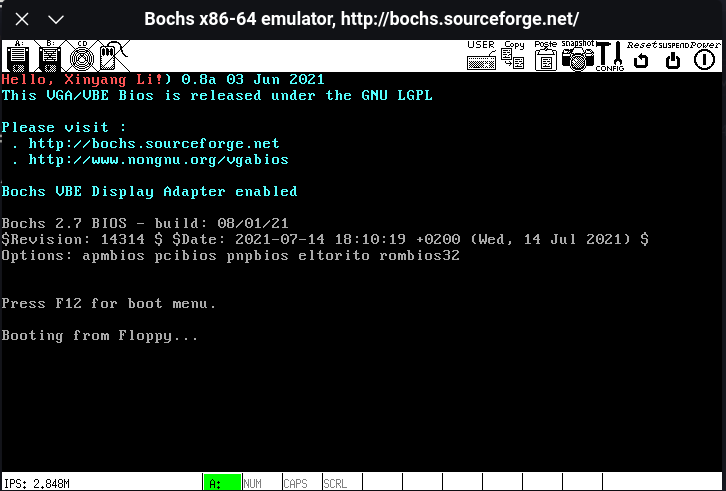 Bochs x86-64 emulator, http://bochs.sourceforge.net/
A: B: CD USER Copy Paste snapshot CONFIG Reset SUSPEND Power
Hello, Xinyang Li!) 0.8a 03 Jun 2021
This VGA/VBE Bios is released under the GNU LGPL
Please visit :
. http://bochs.sourceforge.net
. http://www.nongnu.org/vgabios
Bochs VBE Display Adapter enabled
Bochs 2.7 BIOS - build: 08/01/21
$Revision: 14314 $ $Date: 2021-07-14 18:10:19 +0200 (Wed, 14 Jul 2021) $
Options: apmbios pcibios pnpbios eltorito rombios32
Press F12 for boot menu.
Booting from Floppy...
IPS: 2.848M A: NUM CAPS SCRL